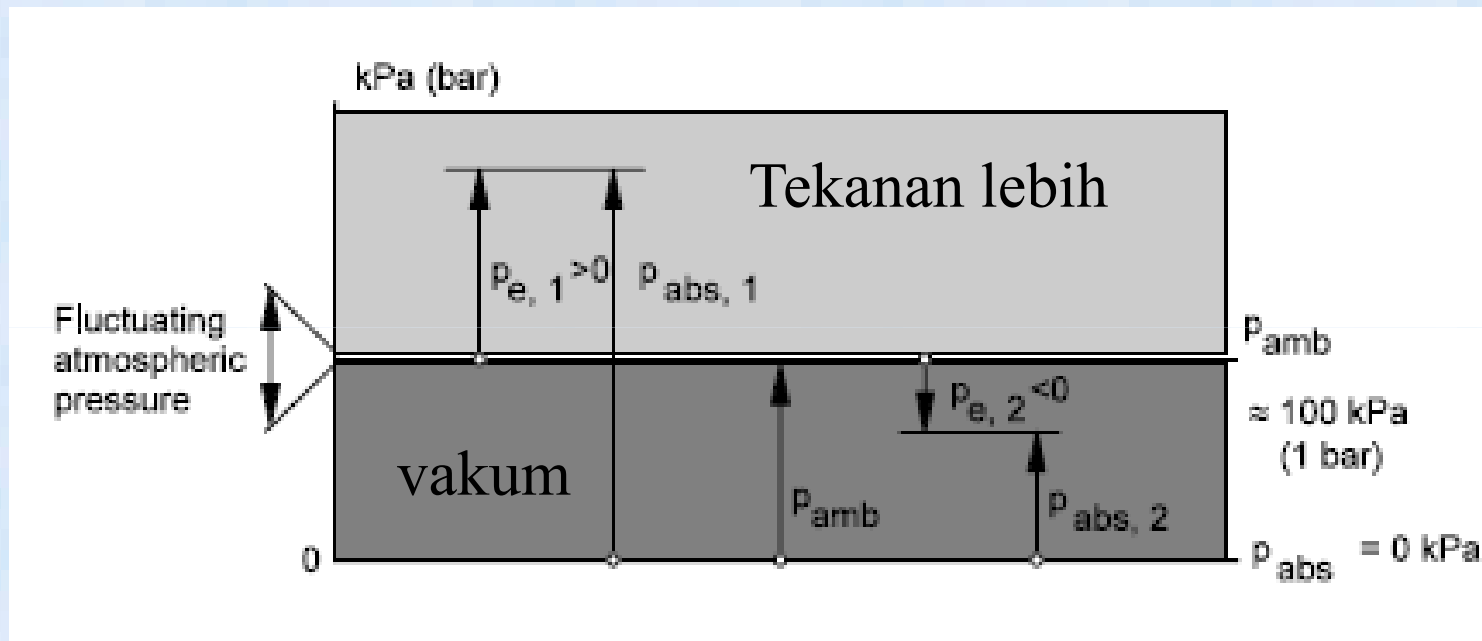 kPa (bar)
Tekanan lebih
pe, 1 >0
pabs, 1
Fluctuating
atmospheric
pressure
pamb
pe, 2 <0
≈ 100 kPa
(1 bar)
vakum
pamb
pabs, 2
0
pabs = 0 kPa